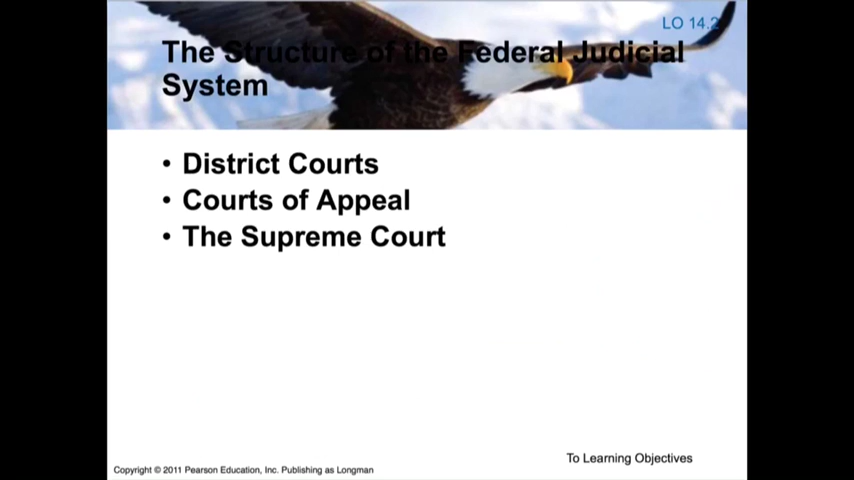 LO 14.2
The Structure of the Federal Judicial
System
• District Courts
• Courts of Appeal
• The Supreme Court
To Learning Objectives
Copyright © 2011 Pearson Education, Inc. Publishing as Longman